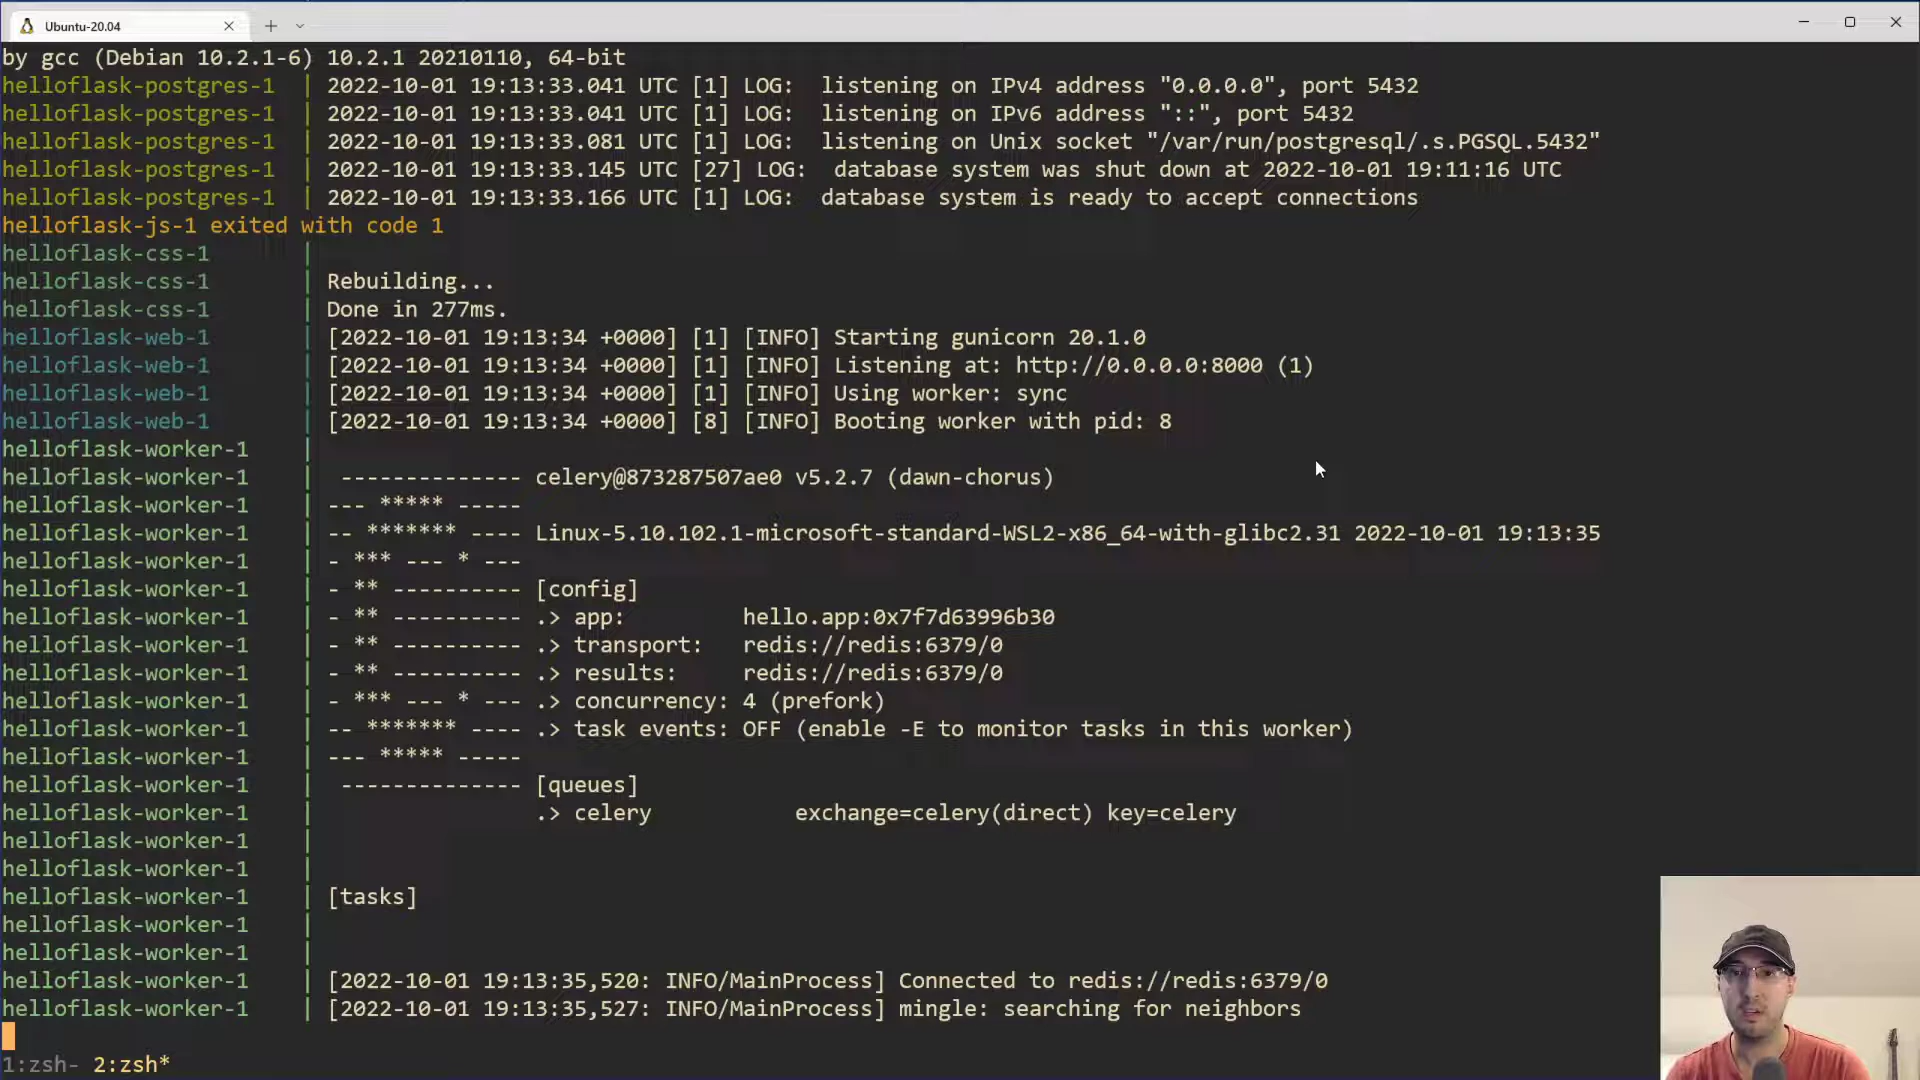 Ubuntu-20.04
by gcc (Debian 10.2.1-6) 10.2.1 20210110, 64-bit
helloflask-postgres-1  | 2022-10-01 19:13:33.041 UTC [1] LOG:  listening on IPv4 address "0.0.0.0", port 5432
helloflask-postgres-1  | 2022-10-01 19:13:33.041 UTC [1] LOG:  listening on IPv6 address "::", port 5432
helloflask-postgres-1  | 2022-10-01 19:13:33.081 UTC [1] LOG:  listening on Unix socket "/var/run/postgresql/.s.PGSQL.5432"
helloflask-postgres-1  | 2022-10-01 19:13:33.145 UTC [27] LOG:  database system was shut down at 2022-10-01 19:11:16 UTC
helloflask-postgres-1  | 2022-10-01 19:13:33.166 UTC [1] LOG:  database system is ready to accept connections
helloflask-js-1 exited with code 1
helloflask-css-1       |
helloflask-css-1       | Rebuilding...
helloflask-css-1       | Done in 277ms.
helloflask-web-1       | [2022-10-01 19:13:34 +0000] [1] [INFO] Starting gunicorn 20.1.0
helloflask-web-1       | [2022-10-01 19:13:34 +0000] [1] [INFO] Listening at: http://0.0.0.0:8000 (1)
helloflask-web-1       | [2022-10-01 19:13:34 +0000] [1] [INFO] Using worker: sync
helloflask-web-1       | [2022-10-01 19:13:34 +0000] [8] [INFO] Booting worker with pid: 8
helloflask-worker-1    |
helloflask-worker-1    |  -------------- celery@873287507ae0 v5.2.7 (dawn-chorus)
helloflask-worker-1    | --- ***** -----
helloflask-worker-1    | -- ******* ---- Linux-5.10.102.1-microsoft-standard-WSL2-x86_64-with-glibc2.31 2022-10-01 19:13:35
helloflask-worker-1    | - *** --- * ---
helloflask-worker-1    | - ** ---------- [config]
helloflask-worker-1    | - ** ---------- .> app:         hello.app:0x7f7d63996b30
helloflask-worker-1    | - ** ---------- .> transport:   redis://redis:6379/0
helloflask-worker-1    | - ** ---------- .> results:     redis://redis:6379/0
helloflask-worker-1    | - *** --- * --- .> concurrency: 4 (prefork)
helloflask-worker-1    | -- ******* ---- .> task events: OFF (enable -E to monitor tasks in this worker)
helloflask-worker-1    | --- ***** -----
helloflask-worker-1    |  -------------- [queues]
helloflask-worker-1    |                 .> celery           exchange=celery(direct) key=celery
helloflask-worker-1    |
helloflask-worker-1    |
helloflask-worker-1    | [tasks]
helloflask-worker-1    |
helloflask-worker-1    |
helloflask-worker-1    | [2022-10-01 19:13:35,520: INFO/MainProcess] Connected to redis://redis:6379/0
helloflask-worker-1    | [2022-10-01 19:13:35,527: INFO/MainProcess] mingle: searching for neighbors
1:zsh- 2:zsh*